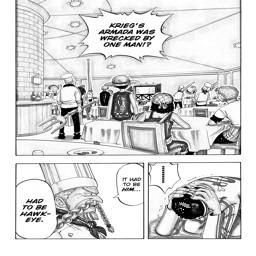 KRIEG'S
ARMADA WAS
WRECKED BY
ONE MAN!?
IT HAD
TO BE
HIM...
HAD
TO BE
HAWK-
EYE.